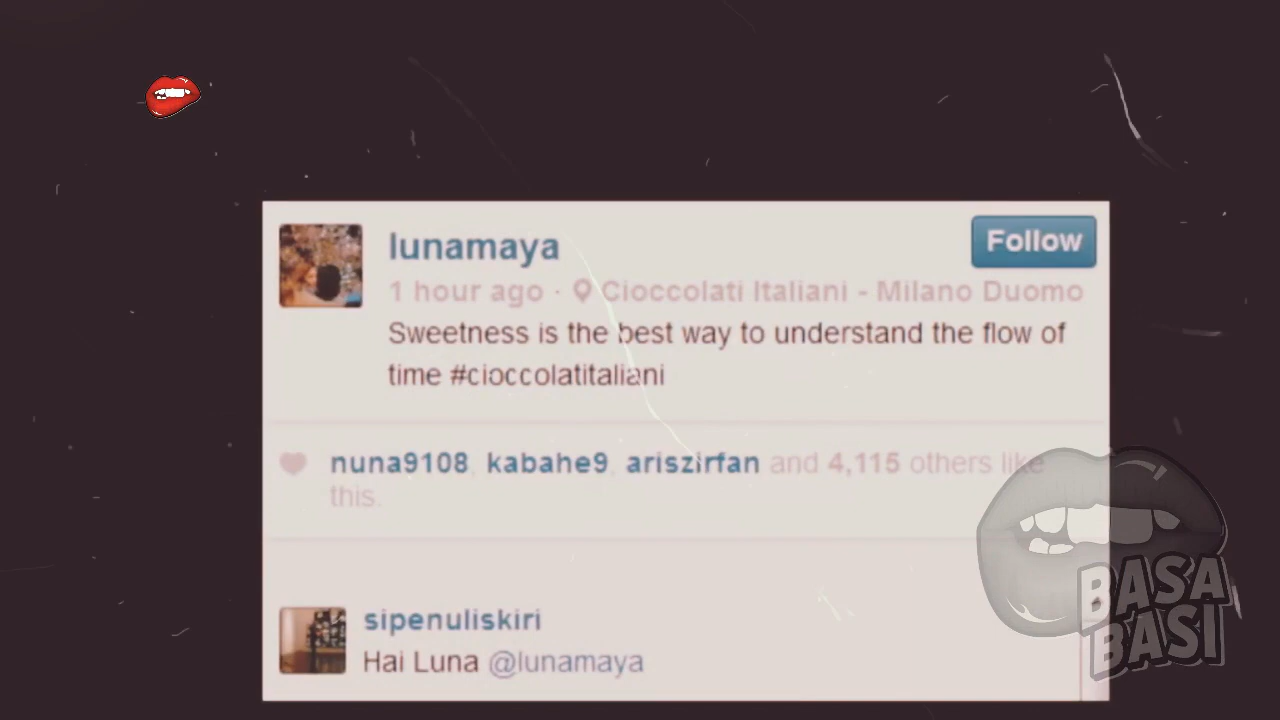 lunamaya
Follow
1 hour ago · Cioccolati Italiani - Milano Duomo
Sweetness is the best way to understand the flow of
time #cioccolatitaliani
nuna9108, kabahe9, ariszirfan and 4,115 others like
this.
sipenuliskiri
Hai Luna @lunamaya
BASA
BASI